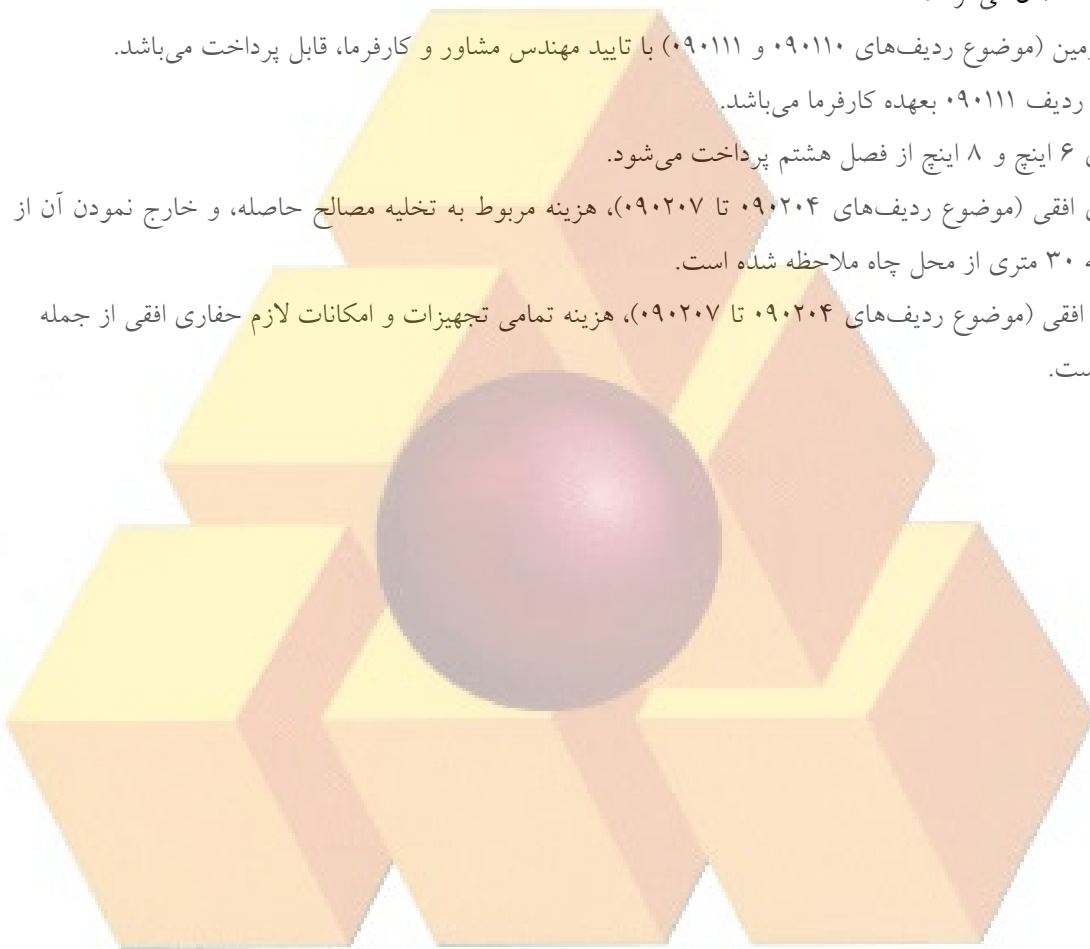 مین (موضوع ردیف‌های ۰۹۰۱۱۰ و ۰۹۰۱۱۱) با تایید مهندس مشاور و کارفرما، قابل پرداخت می‌باشد.
ردیف ۰۹۰۱۱۱ بعهده کارفرما می‌باشد.
۶ اینچ و ۸ اینچ از فصل هشتم پرداخت می‌شود.
افقی (موضوع ردیف‌های ۰۹۰۲۰۴ تا ۰۹۰۲۰۷)، هزینه مربوط به تخلیه مصالح حاصله، و خارج نمودن آن از
۳۰ متری از محل چاه ملاحظه شده است.
افقی (موضوع ردیف‌های ۰۹۰۲۰۴ تا ۰۹۰۲۰۷)، هزینه تمامی تجهیزات و امکانات لازم حفاری افقی از جمله
ست.